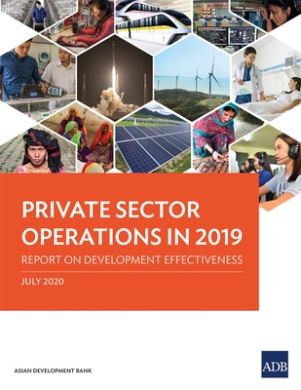 PRIVATE SECTOR
OPERATIONS IN 2019
REPORT ON DEVELOPMENT EFFECTIVENESS
JULY 2020
ASIAN DEVELOPMENT BANK
ADB